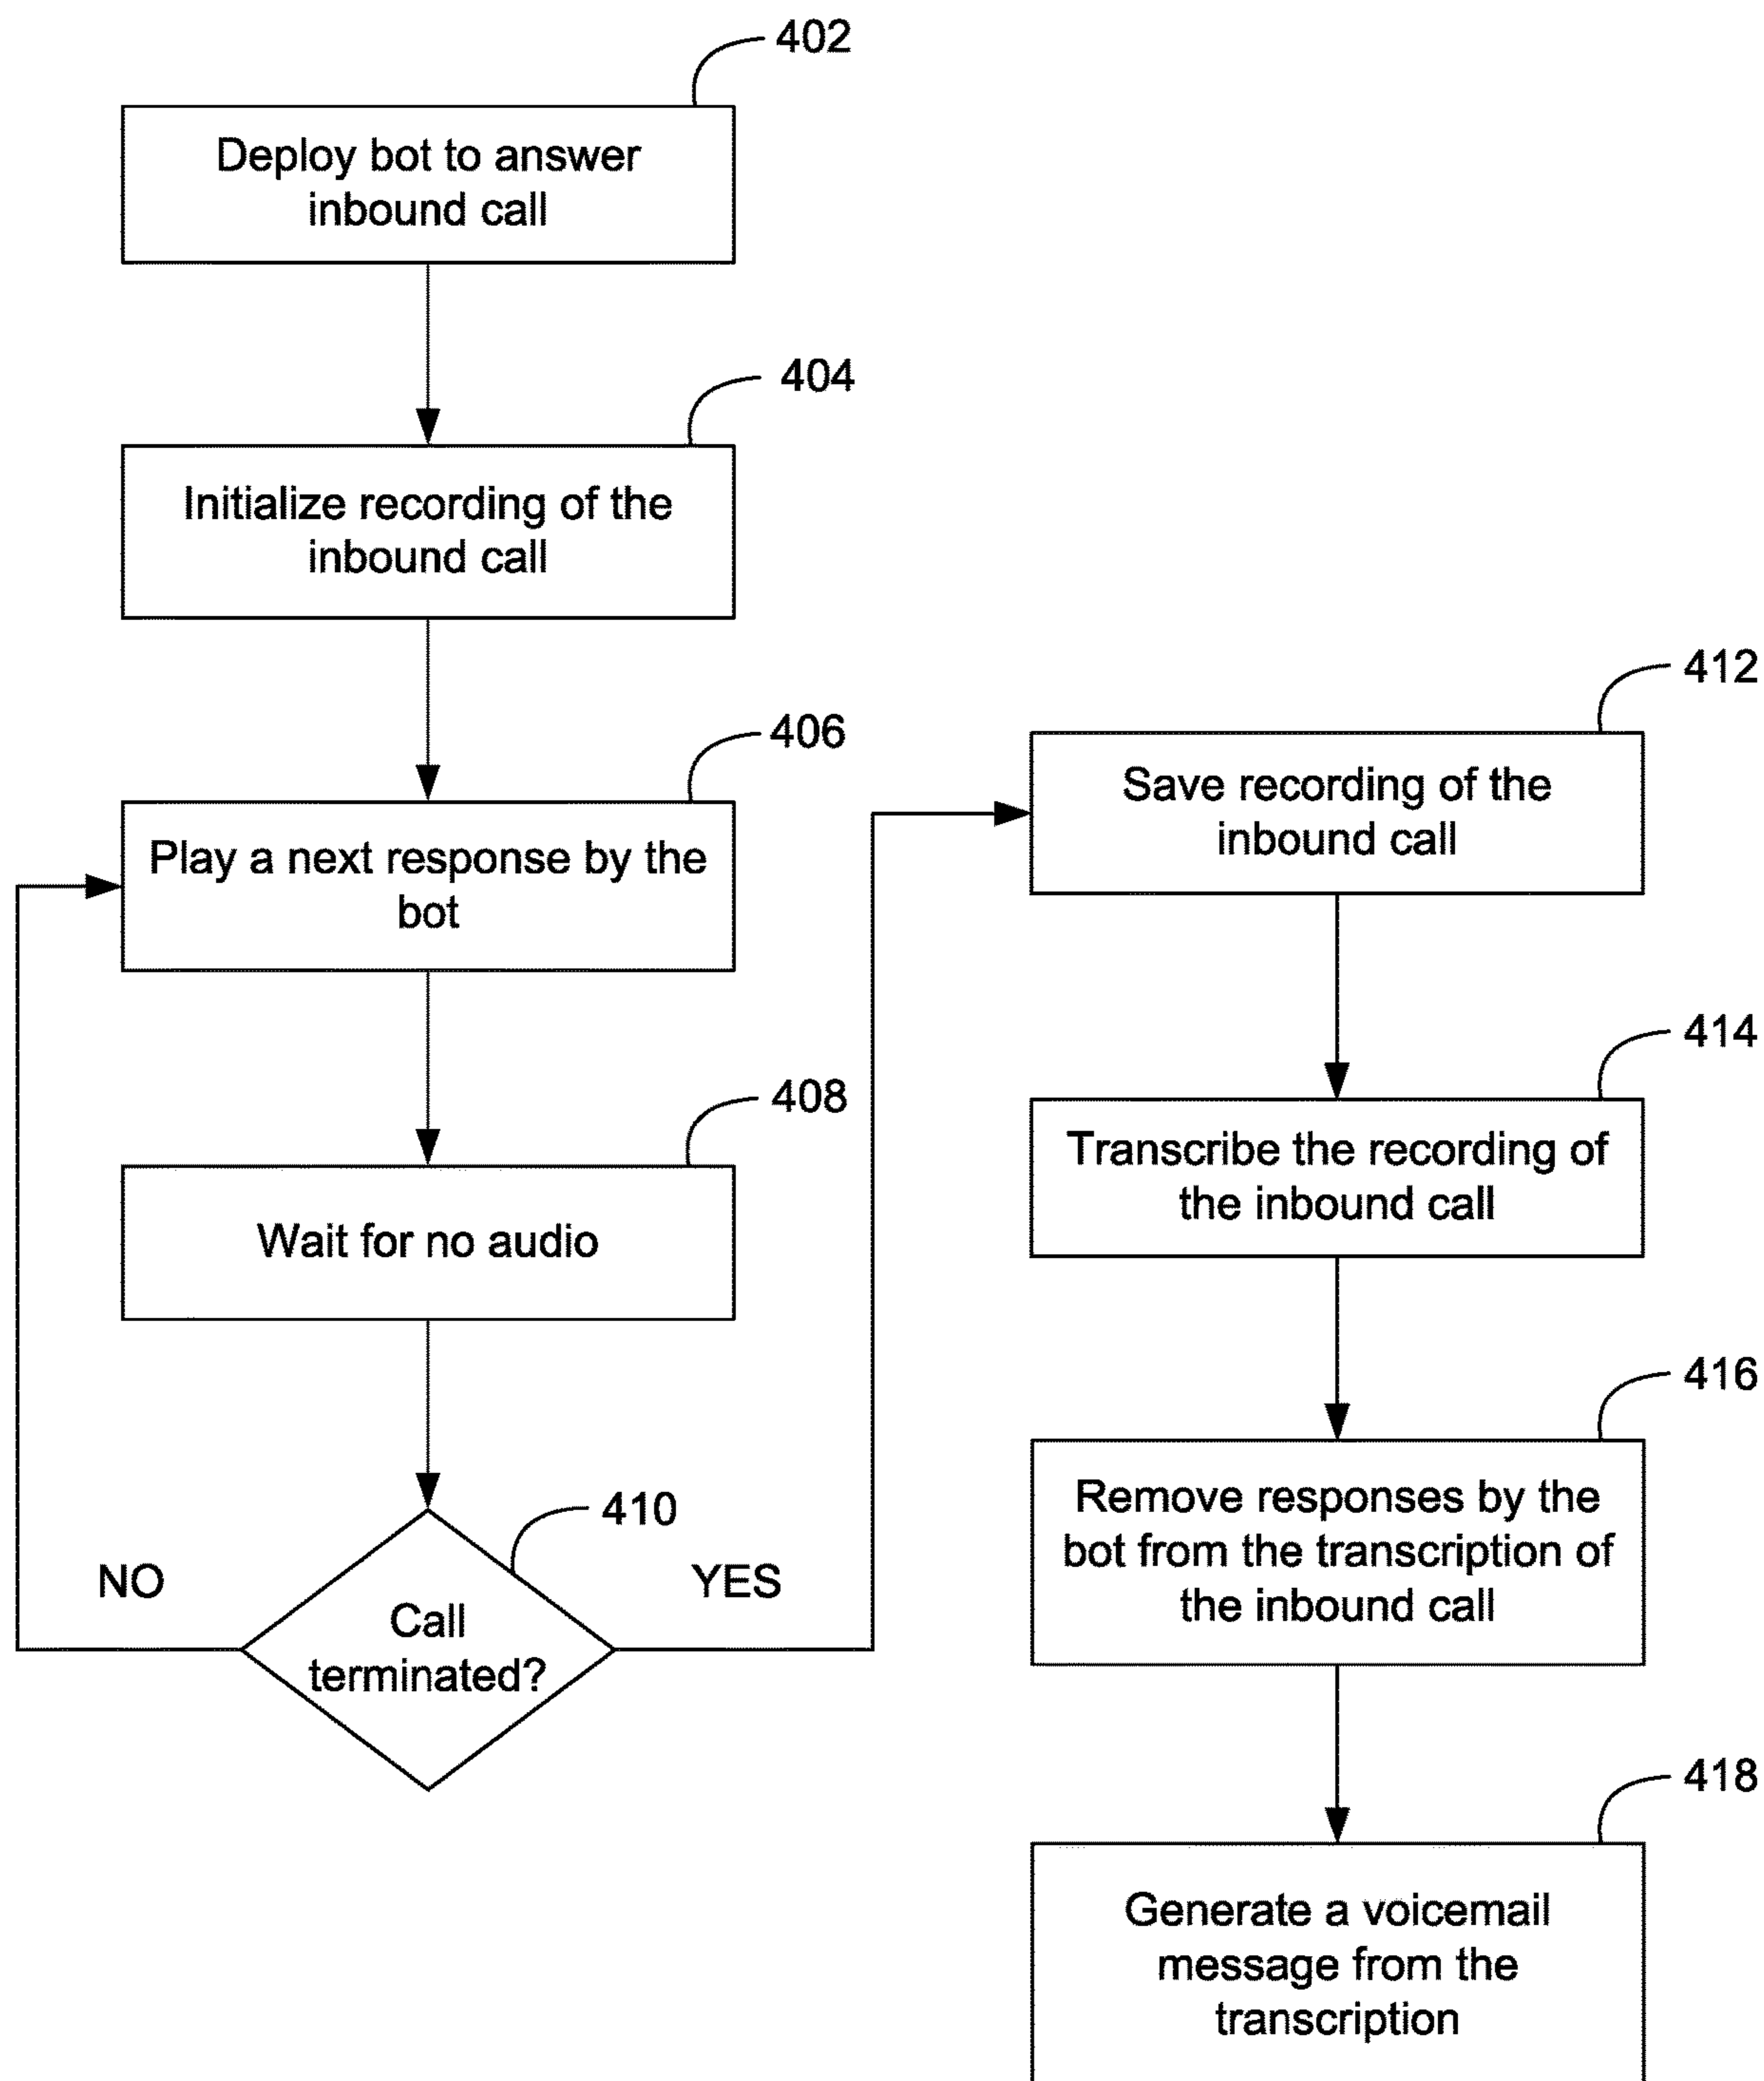 402
Deploy bot to answer
inbound call
404
Initialize recording of the
inbound call
406
Play a next response by the
bot
408
Wait for no audio
410
NO
YES
Call
terminated?
412
Save recording of the
inbound call
414
Transcribe the recording of
the inbound call
416
Remove responses by the
bot from the transcription of
the inbound call
418
Generate a voicemail
message from the
transcription